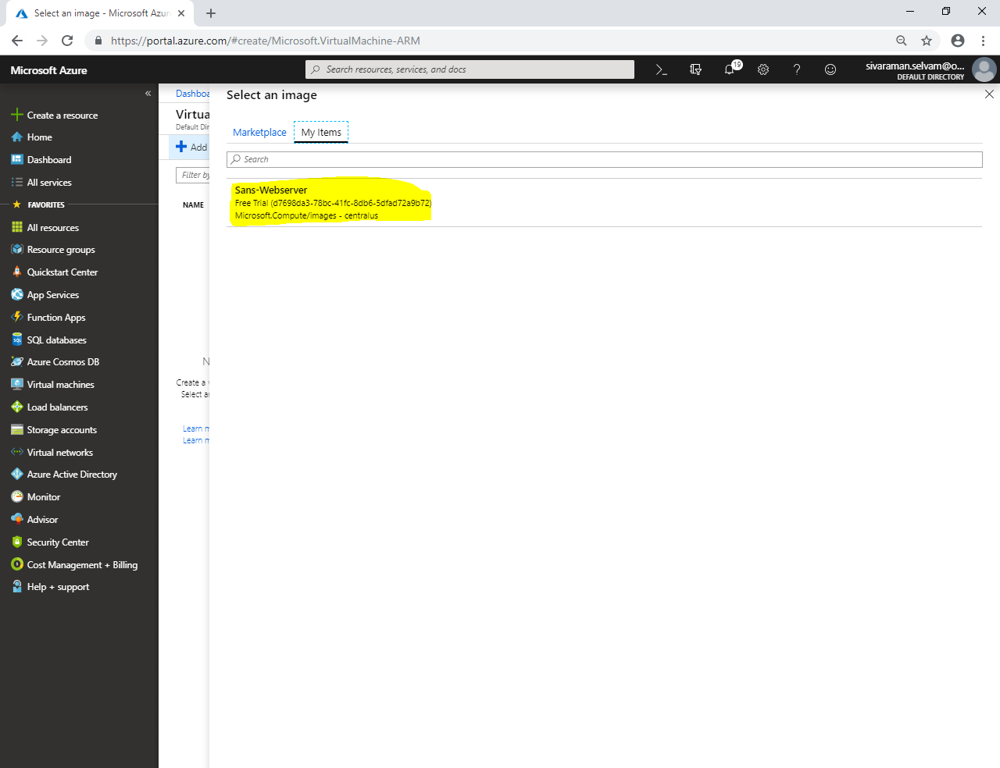 Select an image - Microsoft Azur
https://portal.azure.com/#create/Microsoft.VirtualMachine-ARM
Microsoft Azure
Search resources, services, and docs
19
sivaraman.selvam@o...
DEFAULT DIRECTORY
Create a resource
Home
Dashboard
All services
FAVORITES
All resources
Resource groups
Quickstart Center
App Services
Function Apps
SQL databases
Azure Cosmos DB
Virtual machines
Load balancers
Storage accounts
Virtual networks
Azure Active Directory
Monitor
Advisor
Security Center
Cost Management + Billing
Help + support
Dashboa
Virtua
Default Dir
Add
Filter by
NAME
N
Create a v
Select an
Learn m
Learn m
Select an image
Marketplace
My Items
Search
Sans-Webserver
Free Trial (d7698da3-78bc-41fc-8db6-5dfad72a9b72)
Microsoft.Compute/images - centralus